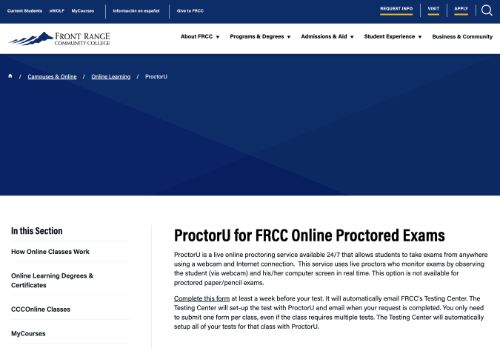 Current Students eWOLF MyCourses Información en español Give to FRCC REQUEST INFO VISIT APPLY
FRONT RANGE
COMMUNITY COLLEGE
About FRCC Programs & Degrees Admissions & Aid Student Experience Business & Community
/ Campuses & Online / Online Learning / ProctorU
In this Section
How Online Classes Work
Online Learning Degrees &
Certificates
CCCOnline Classes
MyCourses
ProctorU for FRCC Online Proctored Exams
ProctorU is a live online proctoring service available 24/7 that allows students to take exams from anywhere
using a webcam and Internet connection. This service uses live proctors who monitor exams by observing
the student (via webcam) and his/her computer screen in real time. This option is not available for
proctored paper/pencil exams.
Complete this form at least a week before your test. It will automatically email FRCC's Testing Center. The
Testing Center will set-up the test with ProctorU and email when your request is completed. You only need
to submit one form per class, even if the class requires multiple tests. The Testing Center will automatically
setup all of your tests for that class with ProctorU.